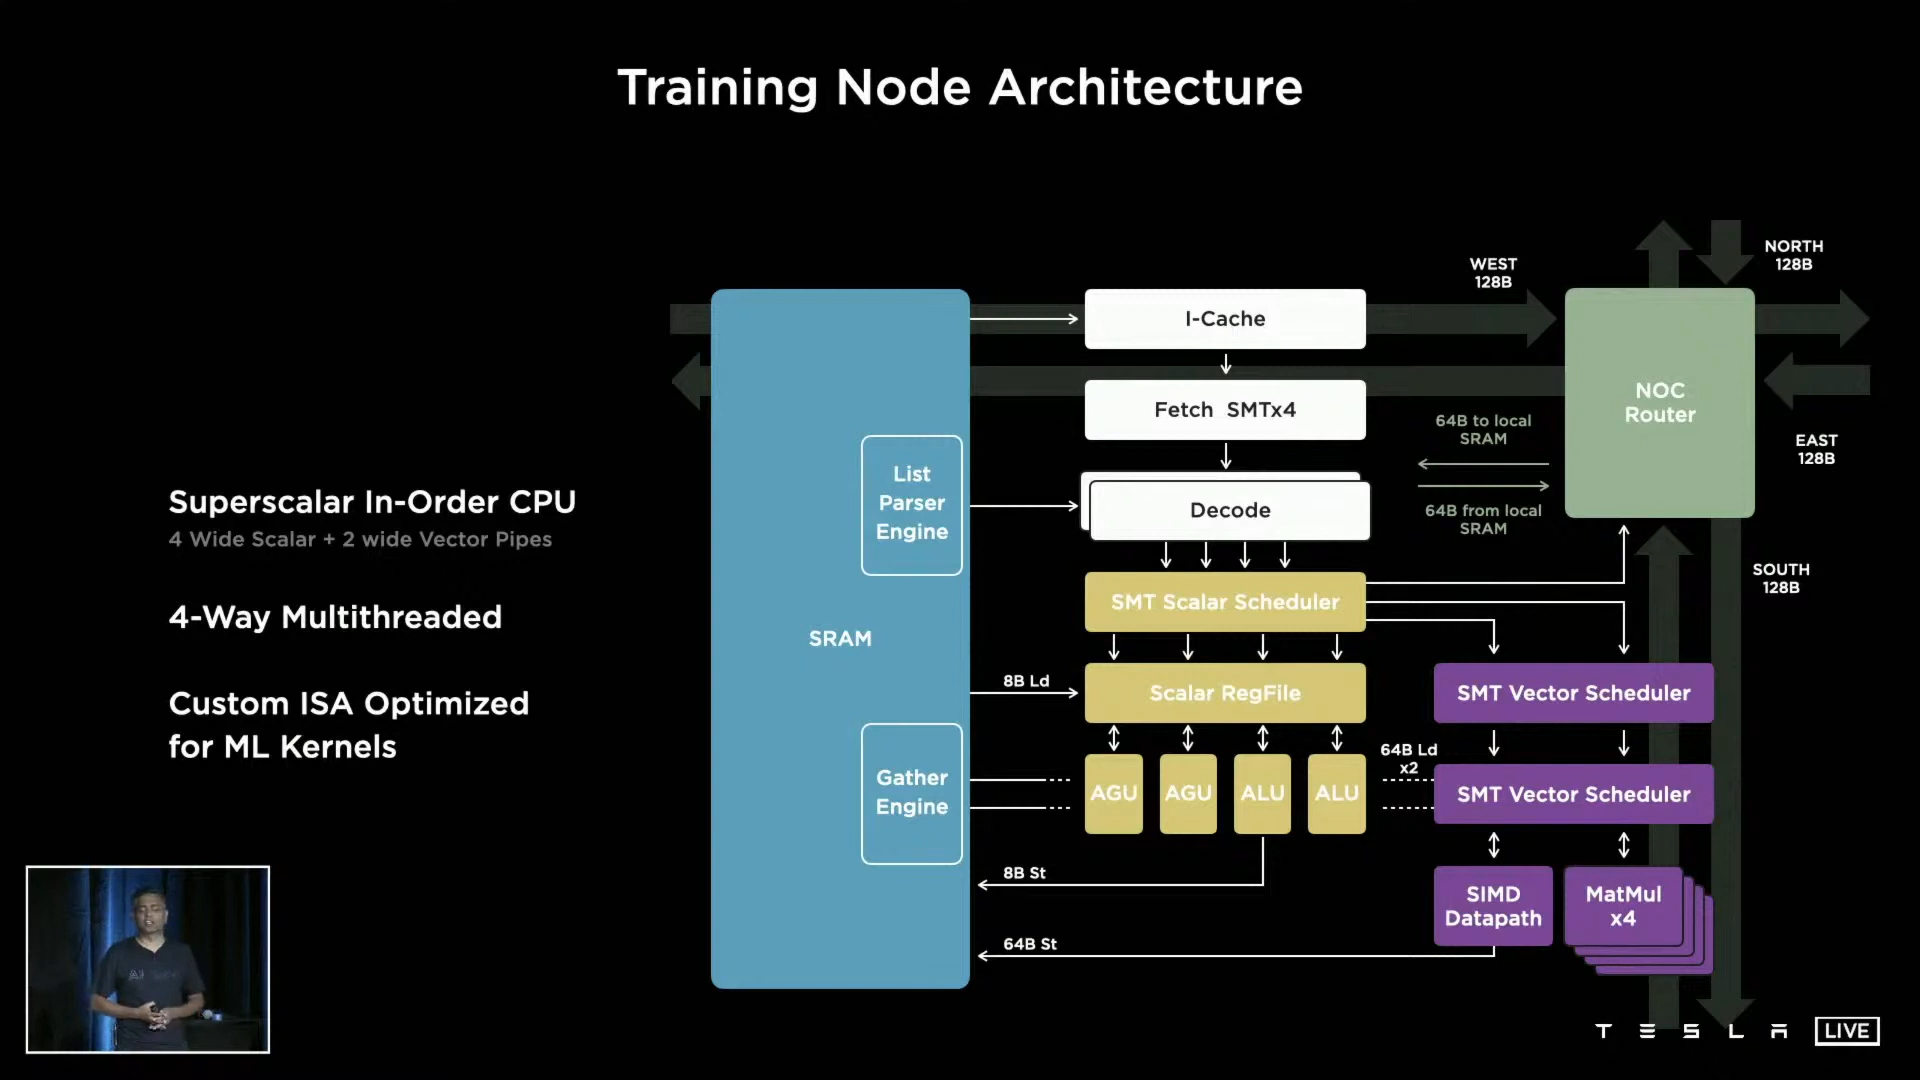 Training Node Architecture
Superscalar In-Order CPU
4 Wide Scalar + 2 wide Vector Pipes
4-Way Multithreaded
Custom ISA Optimized
for ML Kernels
SRAM
List
Parser
Engine
Gather
Engine
I-Cache
Fetch SMTx4
Decode
SMT Scalar Scheduler
8B Ld
Scalar RegFile
AGU
AGU
ALU
ALU
8B St
64B St
64B Ld
x2
WEST
128B
NORTH
128B
NOC
Router
64B to local
SRAM
64B from local
SRAM
EAST
128B
SOUTH
128B
SMT Vector Scheduler
SMT Vector Scheduler
SIMD
Datapath
MatMul
x4
TESLA LIVE